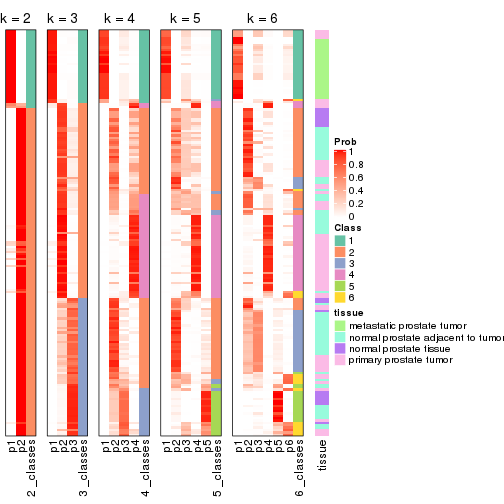 k = 2 k = 3 k = 4 k = 5 k = 6
Prob
1
0.8
0.6
0.4
0.2
0
Class
1
2
3
4
5
6
tissue
metastatic prostate tumor
normal prostate adjacent to tumor
normal prostate tissue
primary prostate tumor
p1 p2 2_classes p1 p2 p3 3_classes p1 p2 p3 p4 4_classes p1 p2 p3 p4 p5 5_classes p1 p2 p3 p4 p5 p6 6_classes tissue